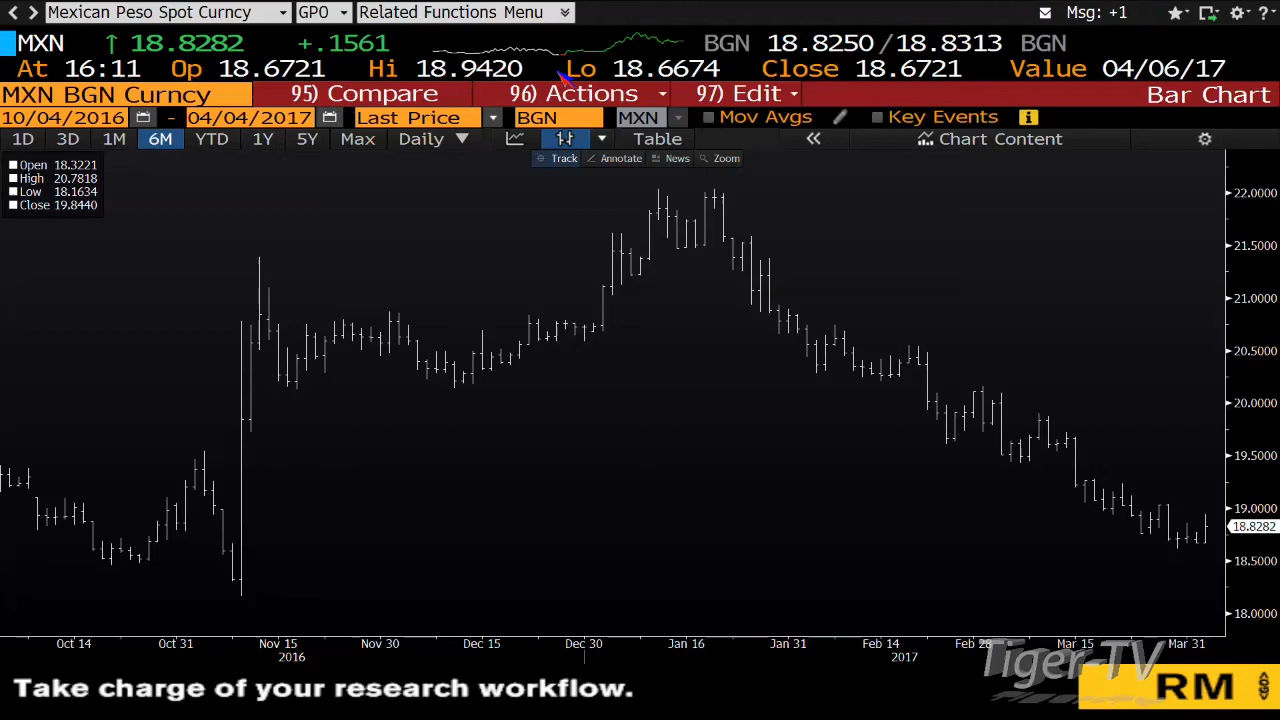 Mexican Peso Spot Curncy GPO Related Functions Menu Msg: +1
MXN ↑ 18.8282 +.1561 BGN 18.8250/18.8313 BGN
At 16:11 Op 18.6721 Hi 18.9420 Lo 18.6674 Close 18.6721 Value 04/06/17
MXN BGN Curncy 95) Compare 96) Actions 97) Edit Bar Chart
10/04/2016 - 04/04/2017 Last Price BGN MXN Mov Avgs Key Events
1D 3D 1M 6M YTD 1Y 5Y Max Daily Table Chart Content
Track Annotate News Zoom
Open 18.3221
High 20.7818
Low 18.1634
Close 19.8440
22.0000
21.5000
21.0000
20.5000
20.0000
19.5000
19.0000
18.8282
18.5000
18.0000
Oct 14 Oct 31 Nov 15 Nov 30 Dec 15 Dec 30 Jan 16 Jan 31 Feb 14 Feb 28 Mar 15 Mar 31
2016 2017
Tiger-TV
Take charge of your research workflow.
RM